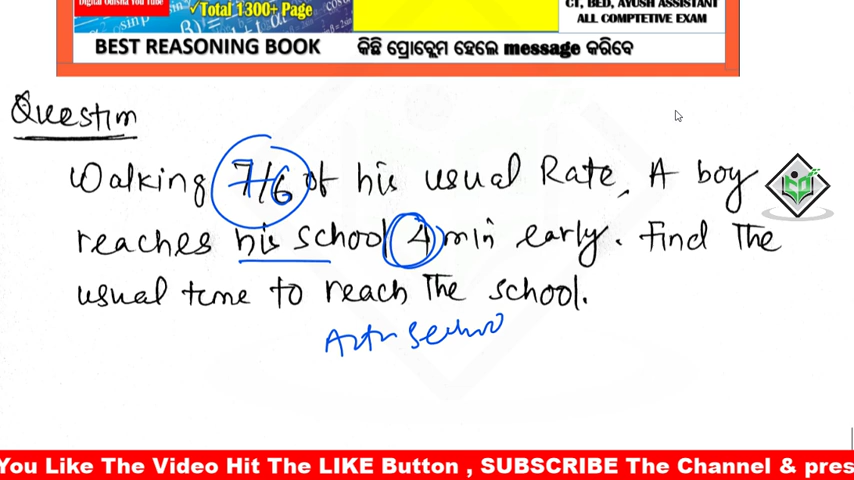 Digital Odisha You Tube
✓Total 1300+ Page
CT, BED, AYUSH ASSISTANT
ALL COMPTETIVE EXAM
BEST REASONING BOOK
କିଛି ପ୍ରୋବ୍ଲେମ ହେଲେ message କରିବେ
Question
Walking 7/6 of his usual Rate, A boy
reaches his school 4 min early. Find The
usual time to reach The school.
You Like The Video Hit The LIKE Button , SUBSCRIBE The Channel & pres